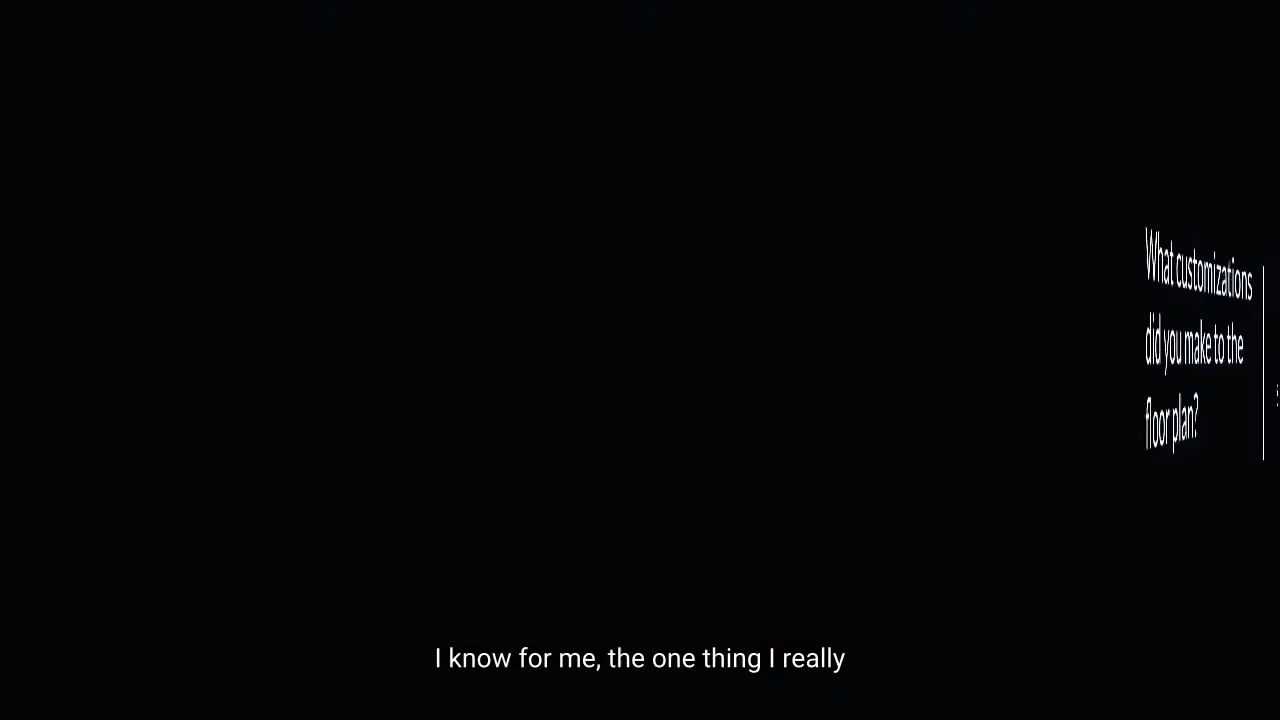 What customizations
did you make to the
floor plan?
I know for me, the one thing I really